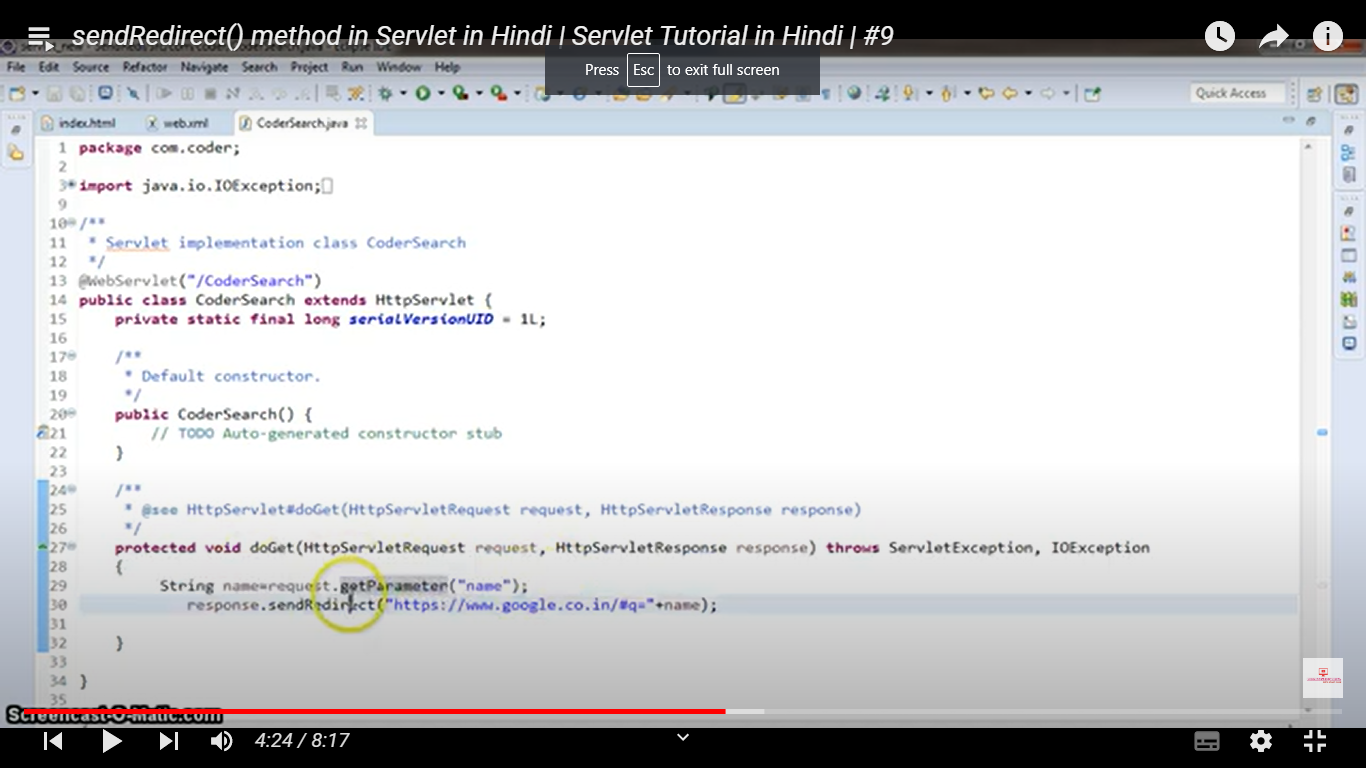 sendRedirect() method in Servlet in Hindi | Servlet Tutorial in Hindi | #9
Press Esc to exit full screen
File Edit Source Refactor Navigate Search Project Run Window Help
Quick Access
index.html web.xml CoderSearch.java
1 package com.coder;
2
3 import java.io.IOException;
9
10 /**
11 * Servlet implementation class CoderSearch
12 */
13 @WebServlet("/CoderSearch")
14 public class CoderSearch extends HttpServlet {
15 private static final long serialVersionUID = 1L;
16
17 /**
18 * Default constructor.
19 */
20 public CoderSearch() {
21 // TODO Auto-generated constructor stub
22 }
23
24 /**
25 * @see HttpServlet#doGet(HttpServletRequest request, HttpServletResponse response)
26 */
27 protected void doGet(HttpServletRequest request, HttpServletResponse response) throws ServletException, IOException
28 {
29 String name=request.getParameter("name");
30 response.sendRedirect("https://www.google.co.in/#q="+name);
31
32 }
33
34 }
35
Screencast-O-Matic.com
4:24 / 8:17